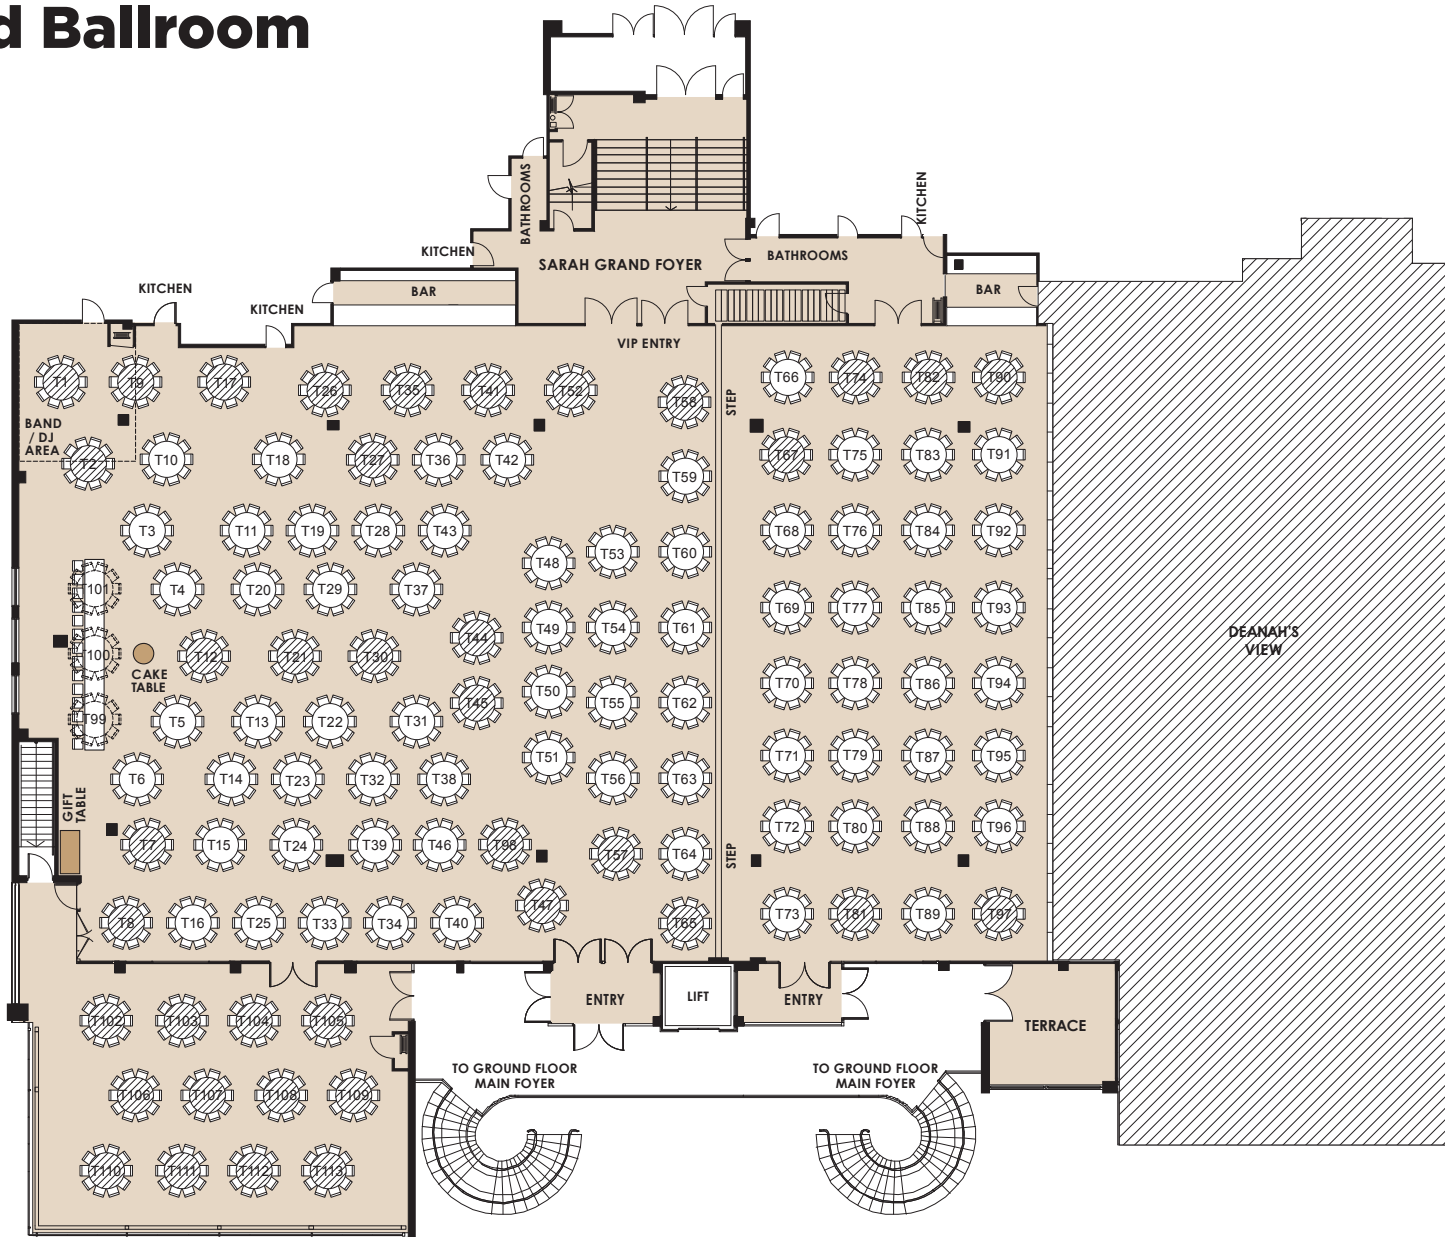 d Ballroom
KITCHEN
BATHROOMS
KITCHEN
SARAH GRAND FOYER
BATHROOMS
KITCHEN
BAR
BAR
KITCHEN
VIP ENTRY
T1
T9
T17
T26
T35
T41
T52
T58
STEP
T66
T74
T82
T90
BAND
/ DJ
AREA
T2
T10
T18
T27
T36
T42
T59
T67
T75
T83
T91
T3
T11
T19
T28
T43
T48
T53
T60
T68
T76
T84
T92
T101
T4
T20
T29
T37
T49
T54
T61
T69
T77
T85
T93
T100
CAKE
TABLE
T12
T21
T30
T44
T45
DEANAH'S
VIEW
T99
T5
T13
T22
T31
T50
T55
T62
T70
T78
T86
T94
T6
T14
T23
T32
T38
T51
T56
T63
T71
T79
T87
T95
GIFT
TABLE
T7
T15
T24
T39
T46
T98
T57
T64
STEP
T72
T80
T88
T96
T8
T16
T25
T33
T34
T40
T47
T65
T73
T81
T89
T97
ENTRY
LIFT
ENTRY
TERRACE
T102
T103
T104
T105
TO GROUND FLOOR
MAIN FOYER
TO GROUND FLOOR
MAIN FOYER
T106
T107
T108
T109
T110
T111
T112
T113